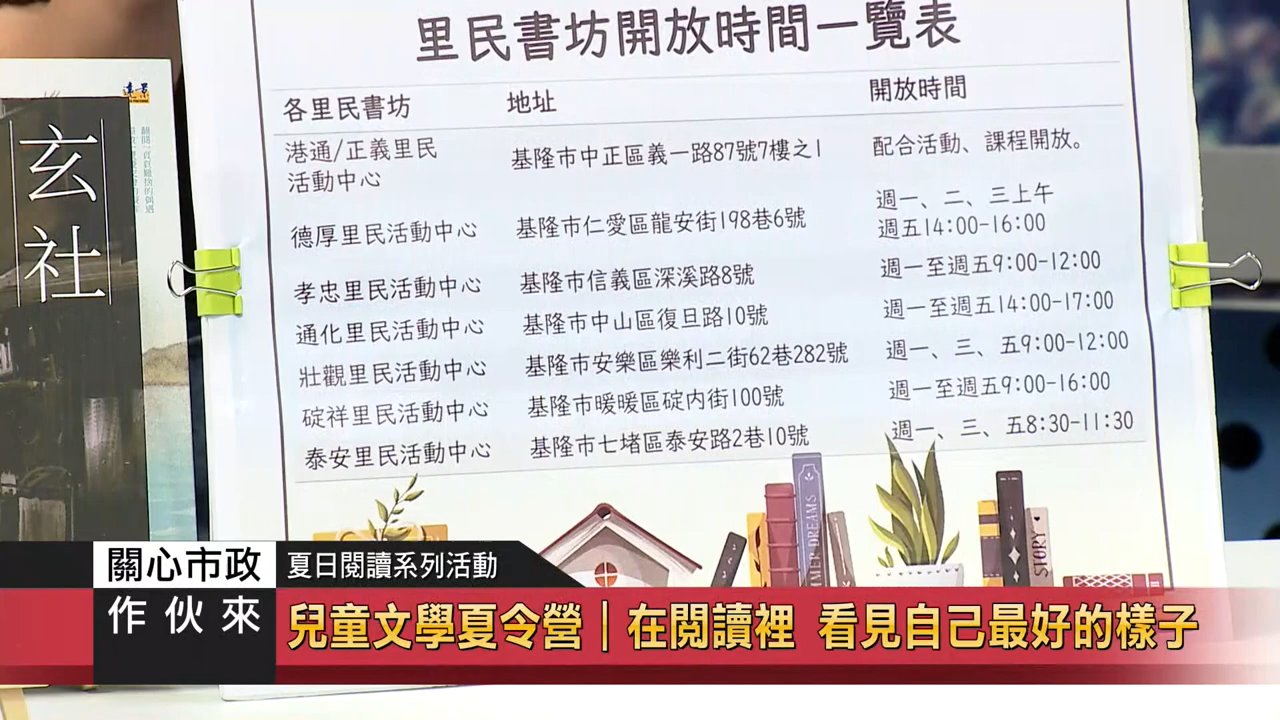 里民書坊開放時間一覽表
各里民書坊 地址 開放時間
港通/正義里民活動中心 基隆市中正區義一路87號7樓之1 配合活動、課程開放。
德厚里民活動中心 基隆市仁愛區龍安街198巷6號 週一、二、三上午
週五14:00-16:00
孝忠里民活動中心 基隆市信義區深溪路8號 週一至週五9:00-12:00
通化里民活動中心 基隆市中山區復旦路10號 週一至週五14:00-17:00
壯觀里民活動中心 基隆市安樂區樂利二街62巷282號 週一、三、五9:00-12:00
碇祥里民活動中心 基隆市暖暖區碇內街100號 週一至週五9:00-16:00
泰安里民活動中心 基隆市七堵區泰安路2巷10號 週一、三、五8:30-11:30
遠景
玄社
DREAMS
STORY
關心市政
作伙來
夏日閱讀系列活動
兒童文學夏令營｜在閱讀裡 看見自己最好的樣子